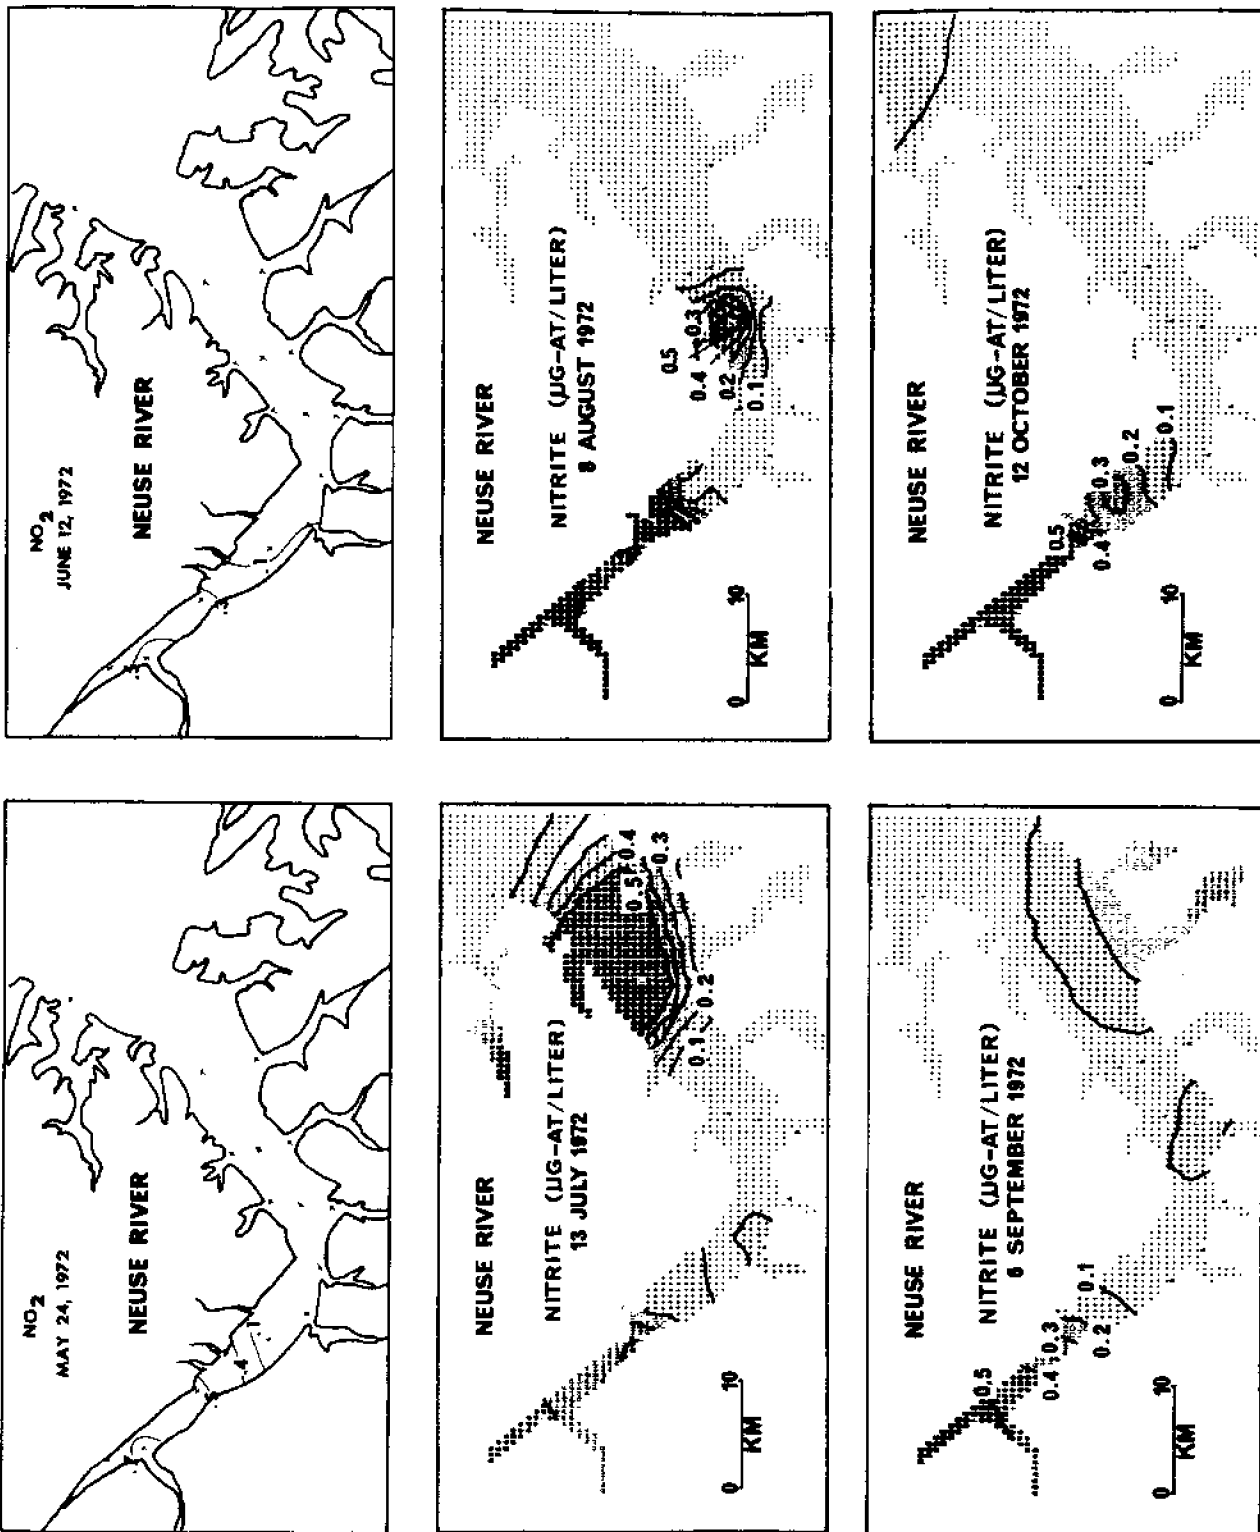 NO2
MAY 24, 1972
NEUSE RIVER
.4
.1
NO2
JUNE 12, 1972
NEUSE RIVER
NEUSE RIVER
NITRITE (µG-AT/LITER)
13 JULY 1972
0.1
0.2
0.5
0.4
0.3
0 10
KM
NEUSE RIVER
NITRITE (µG-AT/LITER)
8 AUGUST 1972
0.5
0.4
0.3
0.2
0.1
0 10
KM
NEUSE RIVER
NITRITE (µG-AT/LITER)
6 SEPTEMBER 1972
0.5
0.4
0.3
0.2
0.1
0 10
KM
NEUSE RIVER
NITRITE (µG-AT/LITER)
12 OCTOBER 1972
0.5
0.4
0.3
0.2
0.1
0 10
KM